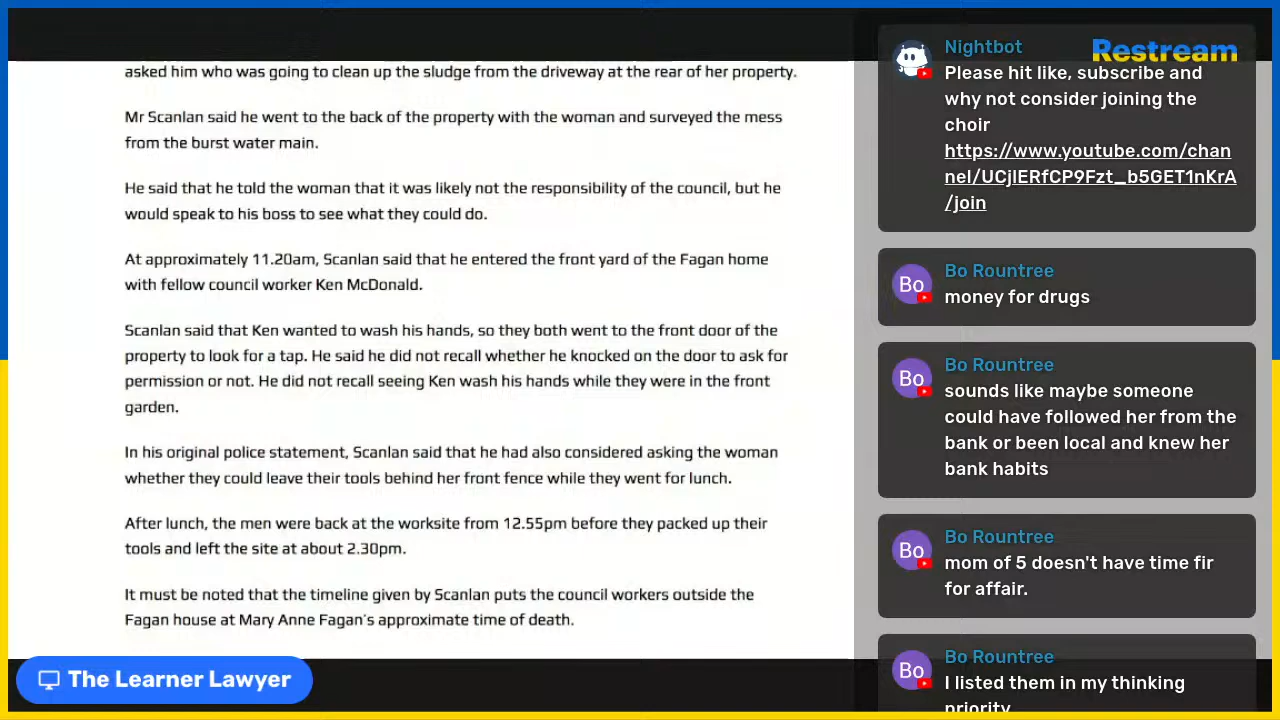 asked him who was going to clean up the sludge from the driveway at the rear of her property.
Mr Scanlan said he went to the back of the property with the woman and surveyed the mess
from the burst water main.
He said that he told the woman that it was likely not the responsibility of the council, but he
would speak to his boss to see what they could do.
At approximately 11.20am, Scanlan said that he entered the front yard of the Fagan home
with fellow council worker Ken McDonald.
Scanlan said that Ken wanted to wash his hands, so they both went to the front door of the
property to look for a tap. He said he did not recall whether he knocked on the door to ask for
permission or not. He did not recall seeing Ken wash his hands while they were in the front
garden.
In his original police statement, Scanlan said that he had also considered asking the woman
whether they could leave their tools behind her front fence while they went for lunch.
After lunch, the men were back at the worksite from 12.55pm before they packed up their
tools and left the site at about 2.30pm.
It must be noted that the timeline given by Scanlan puts the council workers outside the
Fagan house at Mary Anne Fagan's approximate time of death.
The Learner Lawyer
Restream
Nightbot
Please hit like, subscribe and
why not consider joining the
choir
https://www.youtube.com/chan
nel/UCjlERfCP9Fzt_b5GET1nKrA
/join
Bo
Bo Rountree
money for drugs
Bo
Bo Rountree
sounds like maybe someone
could have followed her from the
bank or been local and knew her
bank habits
Bo
Bo Rountree
mom of 5 doesn't have time fir
for affair.
Bo
Bo Rountree
I listed them in my thinking
priority